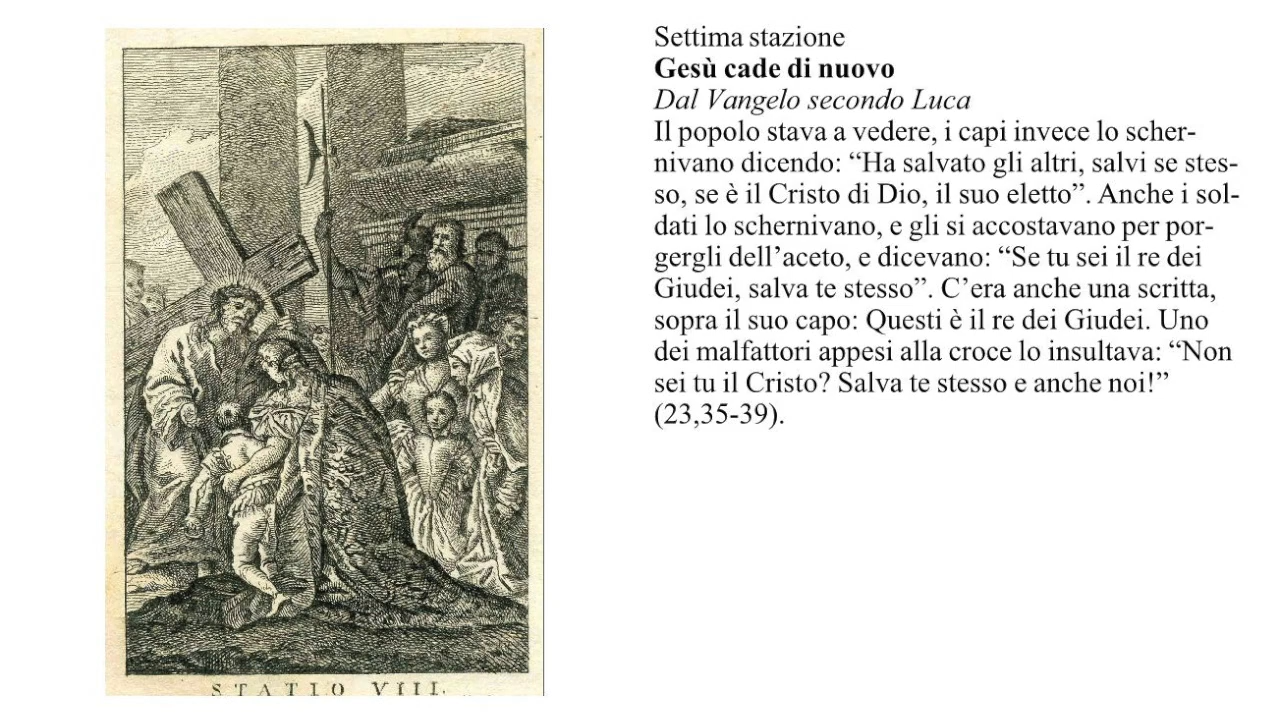 Settima stazione
Gesù cade di nuovo
Dal Vangelo secondo Luca
Il popolo stava a vedere, i capi invece lo scher-
nivano dicendo: “Ha salvato gli altri, salvi se stes-
so, se è il Cristo di Dio, il suo eletto”. Anche i sol-
dati lo schernivano, e gli si accostavano per por-
gergli dell’aceto, e dicevano: “Se tu sei il re dei
Giudei, salva te stesso”. C’era anche una scritta,
sopra il suo capo: Questi è il re dei Giudei. Uno
dei malfattori appesi alla croce lo insultava: “Non
sei tu il Cristo? Salva te stesso e anche noi!”
(23,35-39).
STATIO VIII.